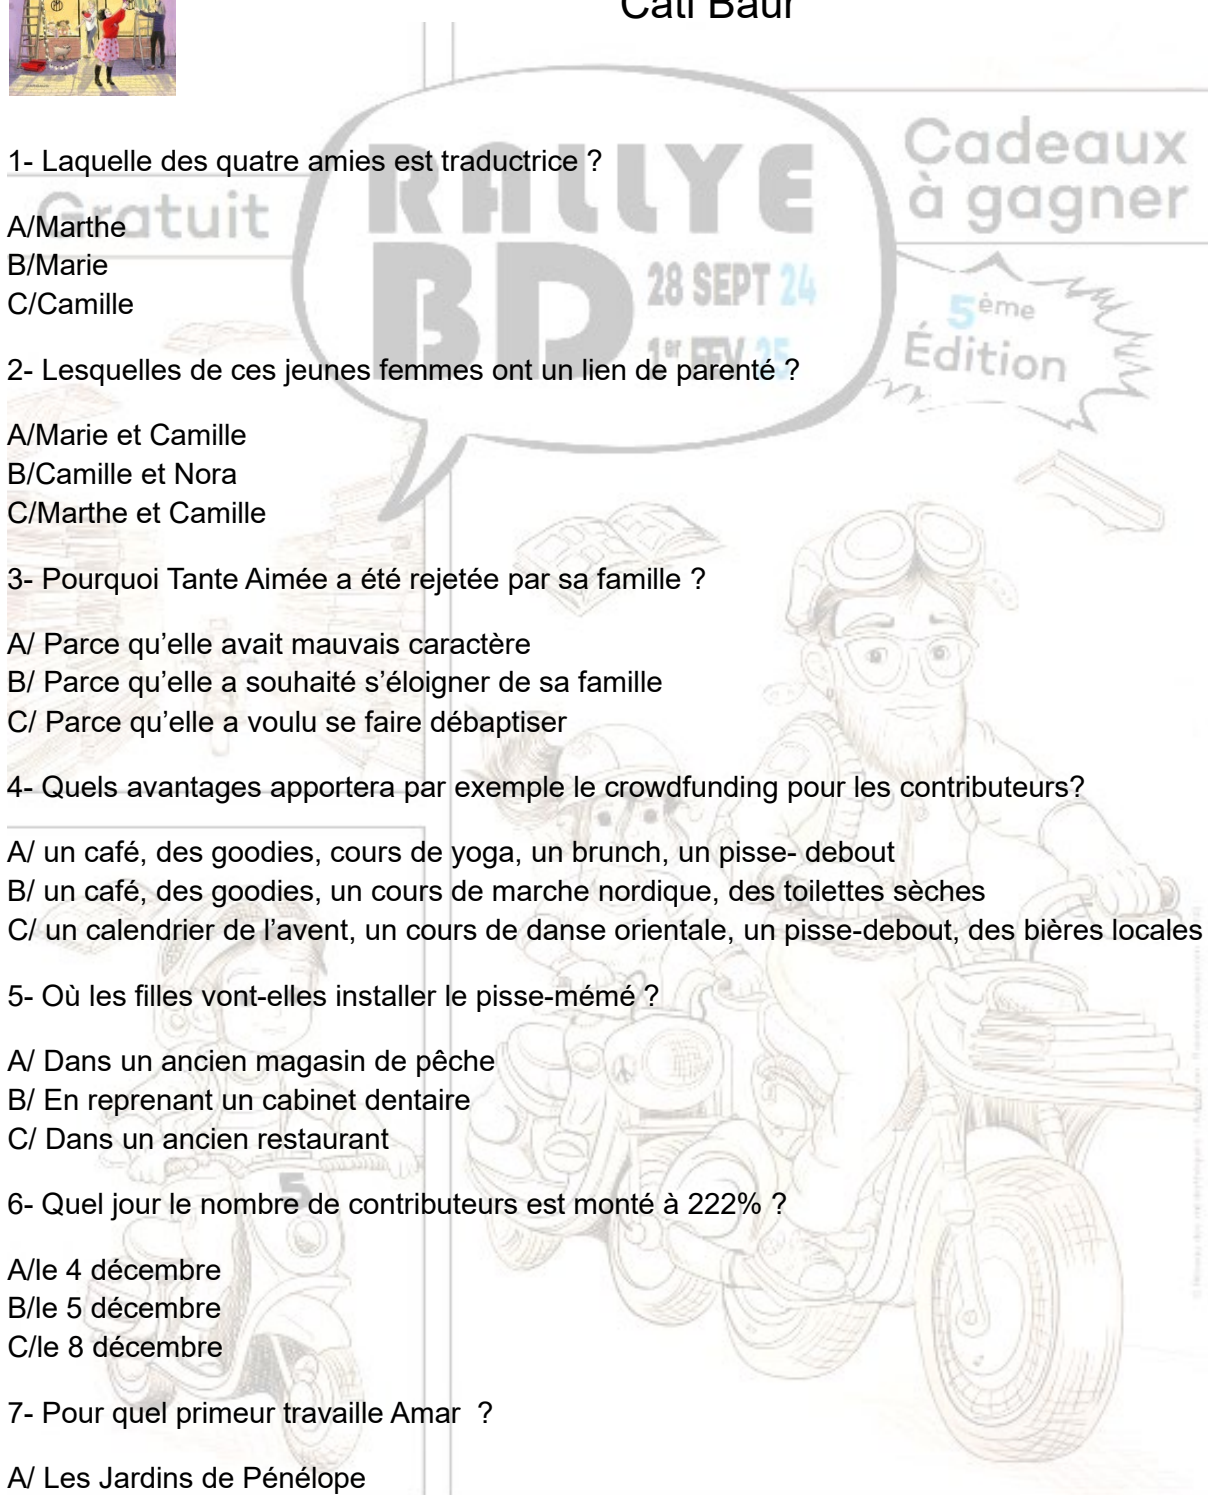 Cati Baur
Gratuit
RALLYE
BD
28 SEPT 24
1er FEV 25
Cadeaux
à gagner
5ème
Édition
1- Laquelle des quatre amies est traductrice ?
A/Marthe
B/Marie
C/Camille
2- Lesquelles de ces jeunes femmes ont un lien de parenté ?
A/Marie et Camille
B/Camille et Nora
C/Marthe et Camille
3- Pourquoi Tante Aimée a été rejetée par sa famille ?
A/ Parce qu’elle avait mauvais caractère
B/ Parce qu’elle a souhaité s’éloigner de sa famille
C/ Parce qu’elle a voulu se faire débaptiser
4- Quels avantages apportera par exemple le crowdfunding pour les contributeurs?
A/ un café, des goodies, cours de yoga, un brunch, un pisse- debout
B/ un café, des goodies, un cours de marche nordique, des toilettes sèches
C/ un calendrier de l’avent, un cours de danse orientale, un pisse-debout, des bières locales
5- Où les filles vont-elles installer le pisse-mémé ?
A/ Dans un ancien magasin de pêche
B/ En reprenant un cabinet dentaire
C/ Dans un ancien restaurant
5
6- Quel jour le nombre de contributeurs est monté à 222% ?
A/le 4 décembre
B/le 5 décembre
C/le 8 décembre
7- Pour quel primeur travaille Amar  ?
A/ Les Jardins de Pénélope